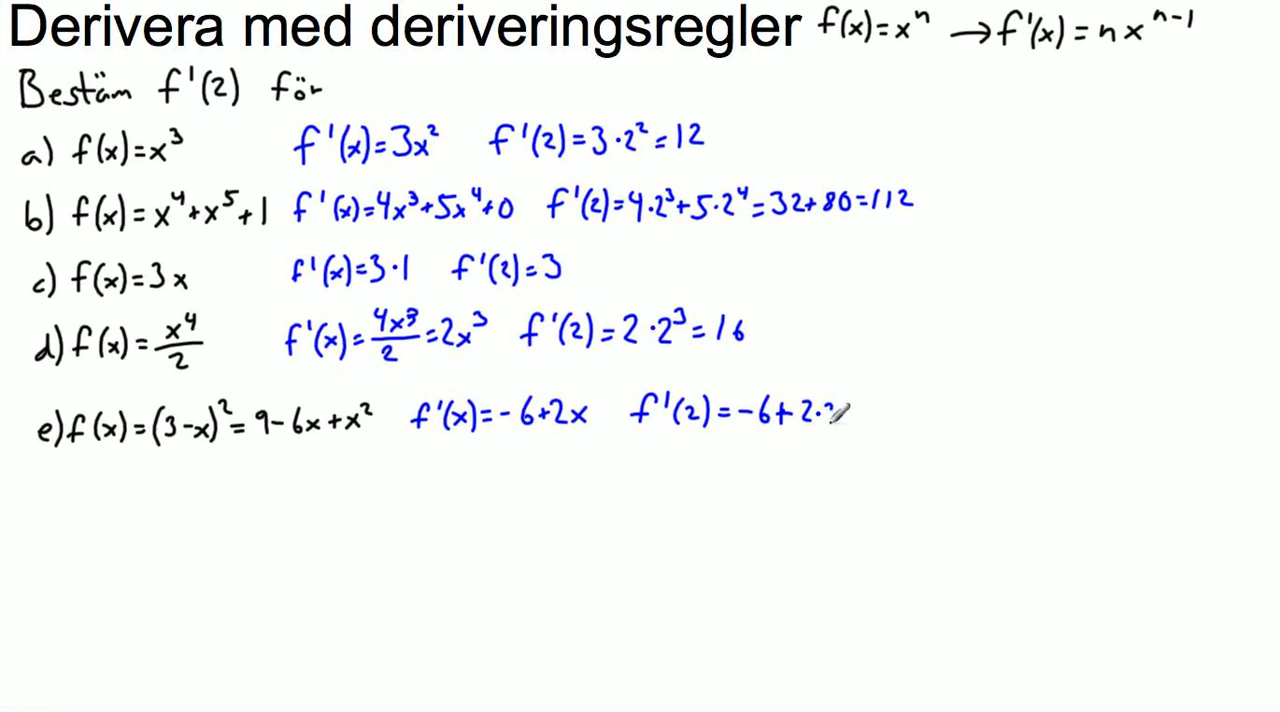 Derivera med deriveringsregler f(x)=xⁿ → f'(x)=nxⁿ⁻¹
Bestäm f'(2) för
a) f(x)=x³ f'(x)=3x² f'(2)=3·2²=12
b) f(x)=x⁴+x⁵+1 f'(x)=4x³+5x⁴+0 f'(2)=4·2³+5·2⁴=32+80=112
c) f(x)=3x f'(x)=3·1 f'(2)=3
d) f(x)=x⁴/2 f'(x)=4x³/2=2x³ f'(2)=2·2³=16
e) f(x)=(3-x)²=9-6x+x² f'(x)=-6+2x f'(2)=-6+2·